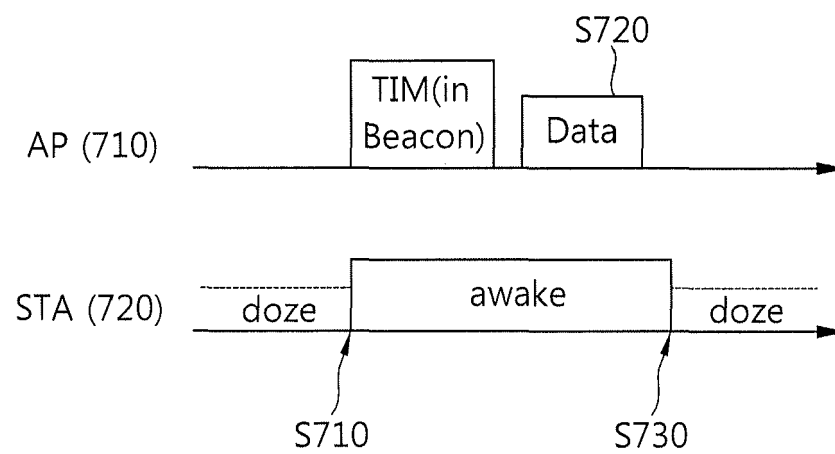 S720
TIM(in
Beacon)
Data
AP (710)
awake
STA (720)
doze
doze
S710
S730